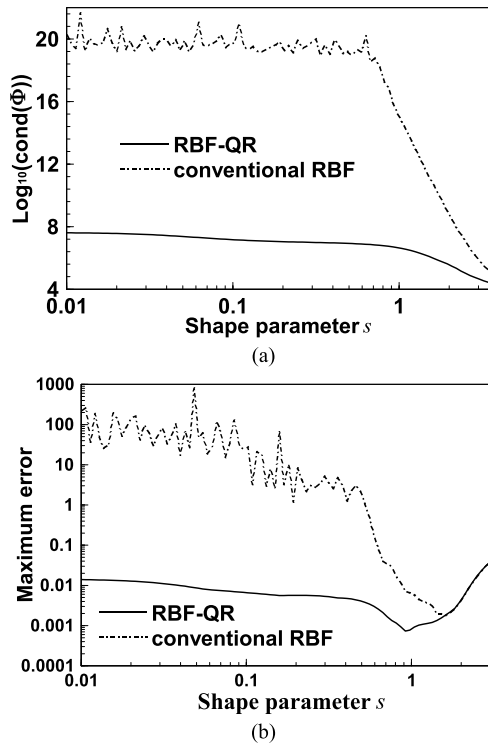 20
16
12
8
4
Log₁₀(cond(Φ))
RBF-QR
conventional RBF
0.01 0.1 1
Shape parameter s
(a)
1000
100
10
1
0.1
0.01
0.001
0.0001
Maximum error
RBF-QR
conventional RBF
0.01 0.1 1
Shape parameter s
(b)